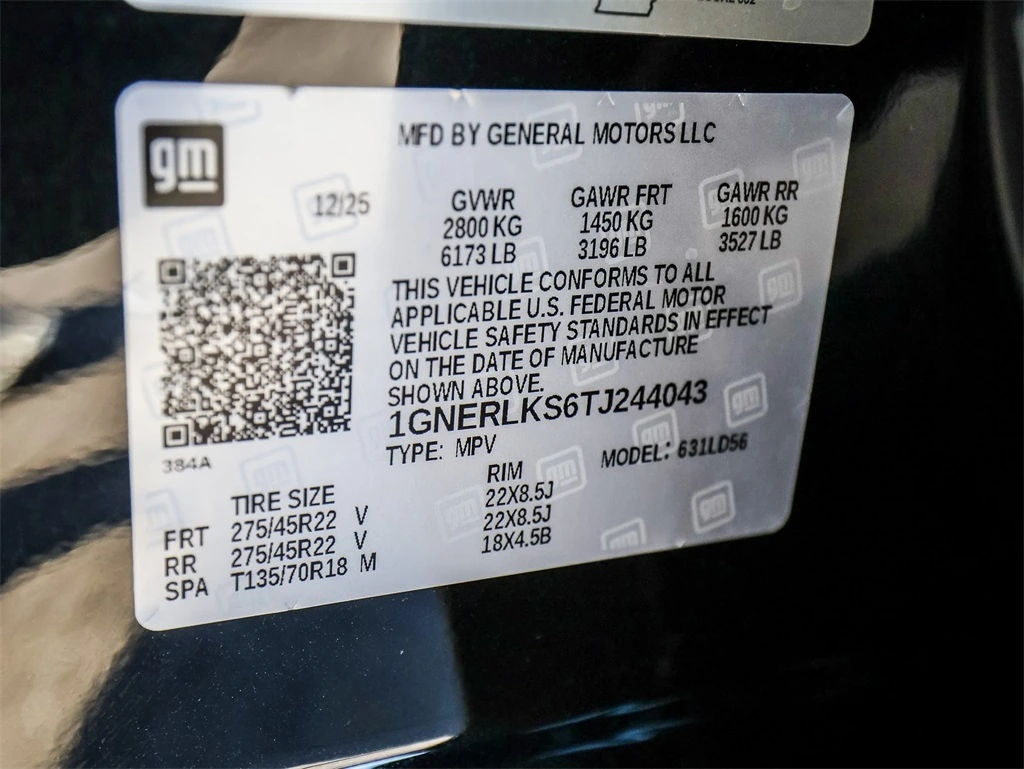 gm
MFD BY GENERAL MOTORS LLC
12/25
GVWR GAWR FRT GAWR RR
2800 KG 1450 KG 1600 KG
6173 LB 3196 LB 3527 LB
THIS VEHICLE CONFORMS TO ALL
APPLICABLE U.S. FEDERAL MOTOR
VEHICLE SAFETY STANDARDS IN EFFECT
ON THE DATE OF MANUFACTURE
SHOWN ABOVE.
1GNERLKS6TJ244043
TYPE: MPV MODEL: 631LD56
384A
TIRE SIZE RIM
FRT 275/45R22 V 22X8.5J
RR 275/45R22 V 22X8.5J
SPA T135/70R18 M 18X4.5B